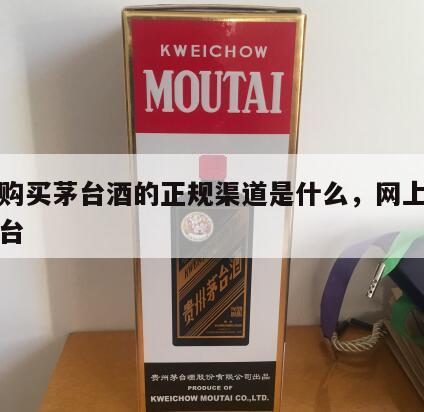 KWEICHOW
MOUTAI
购买茅台酒的正规渠道是什么，网上
台
贵州茅台酒
贵州茅台酒股份有限公司出品
PRODUCE OF
KWEICHOW MOUTAI CO.,LTD.